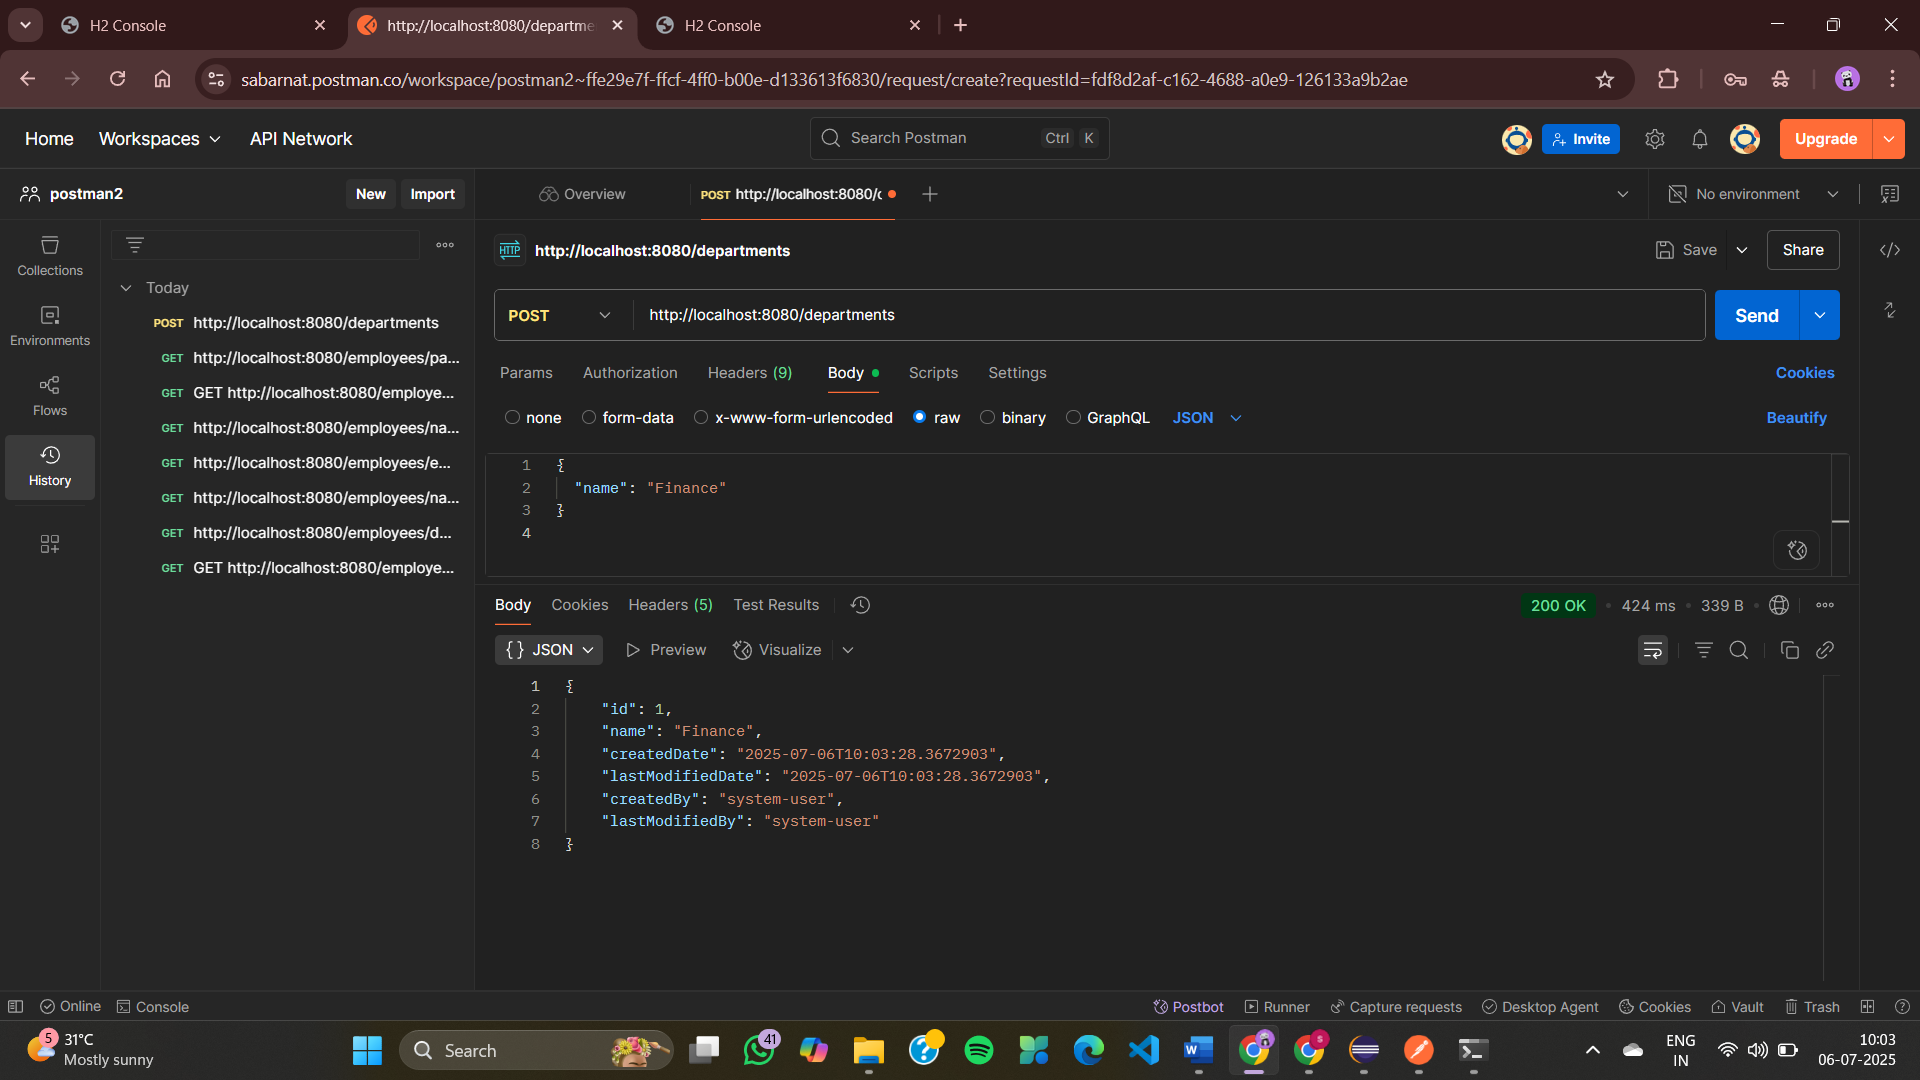 H2 Console
http://localhost:8080/departme
H2 Console
sabarnat.postman.co/workspace/postman2~ffe29e7f-ffcf-4ff0-b00e-d133613f6830/request/create?requestId=fdf8d2af-c162-4688-a0e9-126133a9b2ae
Home Workspaces API Network
Search Postman Ctrl K
Invite
Upgrade
postman2 New Import
Overview
POST http://localhost:8080/d
No environment
Collections
Environments
Flows
History
Today
POST http://localhost:8080/departments
GET http://localhost:8080/employees/pa...
GET GET http://localhost:8080/employe...
GET http://localhost:8080/employees/na...
GET http://localhost:8080/employees/e...
GET http://localhost:8080/employees/na...
GET http://localhost:8080/employees/d...
GET GET http://localhost:8080/employe...
HTTP http://localhost:8080/departments
Save Share
POST http://localhost:8080/departments
Send
Params Authorization Headers (9) Body Scripts Settings Cookies
none form-data x-www-form-urlencoded raw binary GraphQL JSON Beautify
1 {
2 "name": "Finance"
3 }
4
Body Cookies Headers (5) Test Results
200 OK • 424 ms • 339 B
{} JSON Preview Visualize
1 {
2 "id": 1,
3 "name": "Finance",
4 "createdDate": "2025-07-06T10:03:28.3672903",
5 "lastModifiedDate": "2025-07-06T10:03:28.3672903",
6 "createdBy": "system-user",
7 "lastModifiedBy": "system-user"
8 }
Online Console
Postbot Runner Capture requests Desktop Agent Cookies Vault Trash
5
31°C
Mostly sunny
Search
41
S
ENG
IN
10:03
06-07-2025